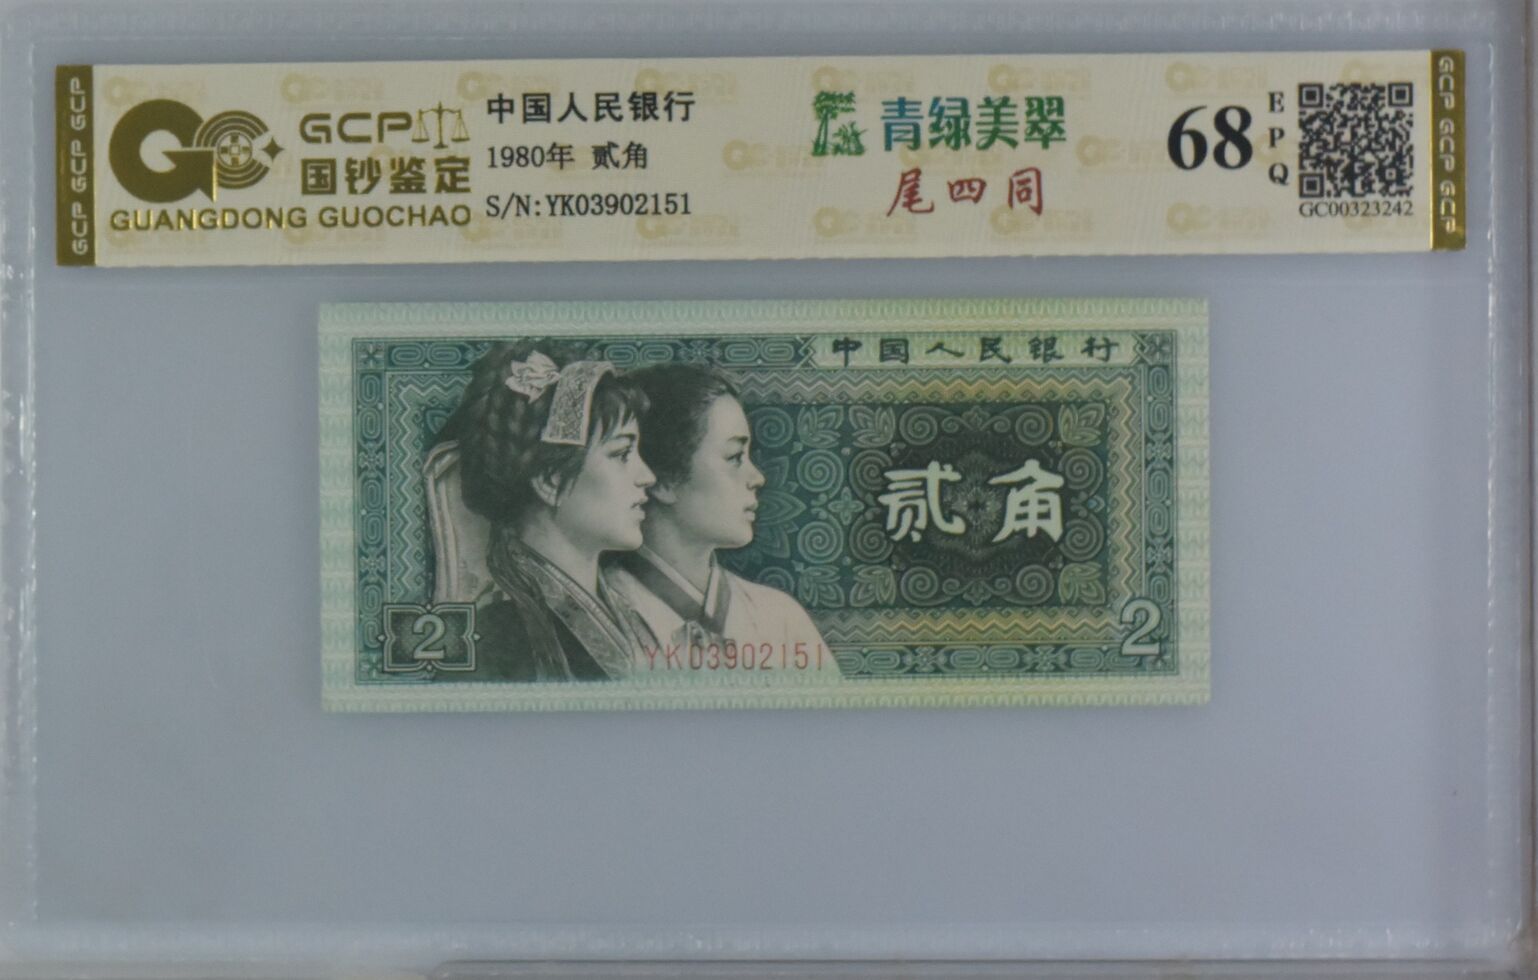 GCP GCP GCP
GCP
国钞鉴定
GUANGDONG GUOCHAO
中国人民银行
1980年 贰角
S/N:YK03902151
青绿美翠
尾四同
68
EPQ
GC00323242
GCP GCP GCP
中国人民银行
贰角
2
2
YK03902151